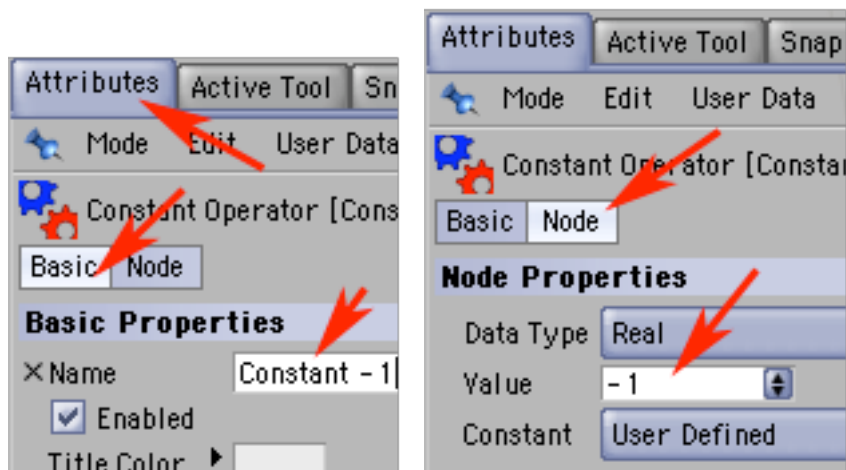 Attributes Active Tool Sn
Mode Edit User Data
Constant Operator [Cons
Basic Node
Basic Properties
Name Constant - 1
Enabled
Title Color
Attributes Active Tool Snap
Mode Edit User Data
Constant Operator [Constan
Basic Node
Node Properties
Data Type Real
Value - 1
Constant User Defined